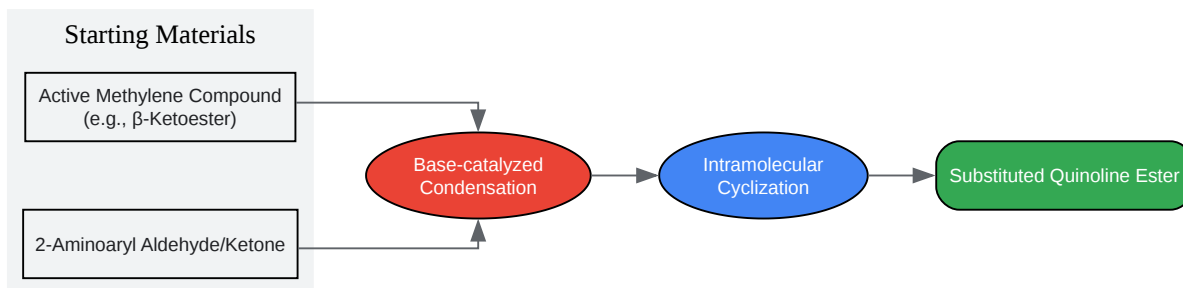 Starting Materials
Active Methylene Compound
(e.g., β-Ketoester)
2-Aminoaryl Aldehyde/Ketone
Base-catalyzed
Condensation
Intramolecular
Cyclization
Substituted Quinoline Ester